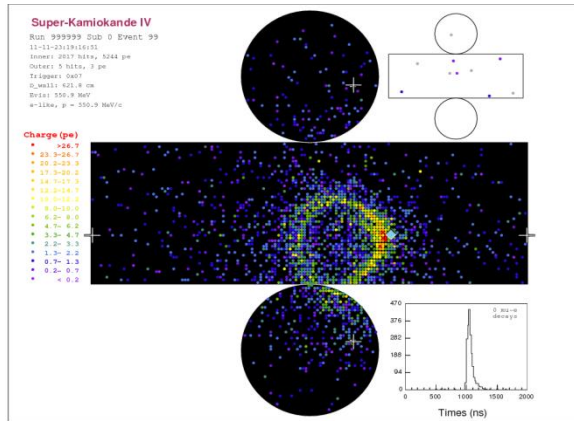 Super-Kamiokande IV
Run 999999 Sub 0 Event 99
11-11-23:19:16:51
Inner: 2017 hits, 5244 pe
Outer: 5 hits, 3 pe
Trigger: 0x07
D_wall: 621.8 cm
Evis: 550.9 MeV
e-like, p = 550.9 MeV/c
Charge(pe)
>26.7
23.3-26.7
20.2-23.3
17.3-20.2
14.7-17.3
12.2-14.7
10.0-12.2
8.0-10.0
6.2- 8.0
4.7- 6.2
3.3- 4.7
2.2- 3.3
1.3- 2.2
0.7- 1.3
0.2- 0.7
< 0.2
0 mu-e
decays
470
376
282
188
94
0
0 500 1000 1500 2000
Times (ns)